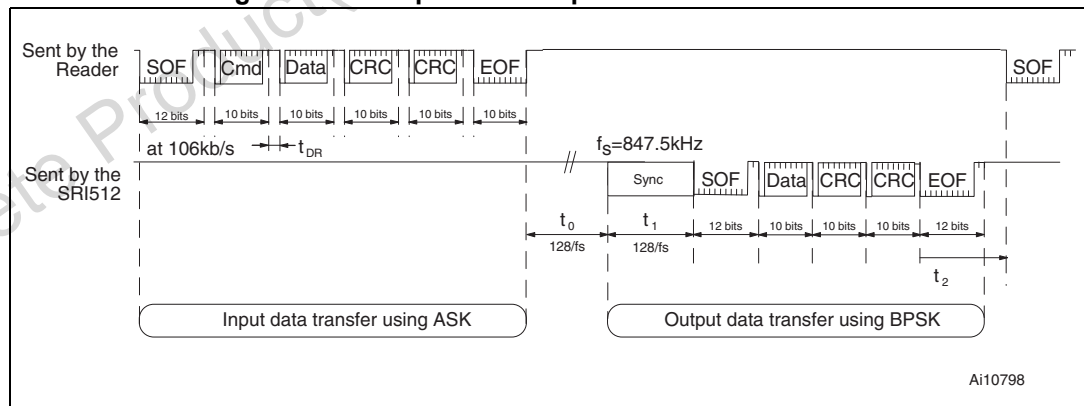 Sent by the
Reader
SOF
Cmd
Data
CRC
CRC
EOF
SOF
12 bits
10 bits
10 bits
10 bits
10 bits
10 bits
at 106kb/s
tDR
fs=847.5kHz
Sent by the
SRI512
Sync
SOF
Data
CRC
CRC
EOF
t0
t1
12 bits
10 bits
10 bits
10 bits
12 bits
128/fs
128/fs
t2
Input data transfer using ASK
Output data transfer using BPSK
Ai10798